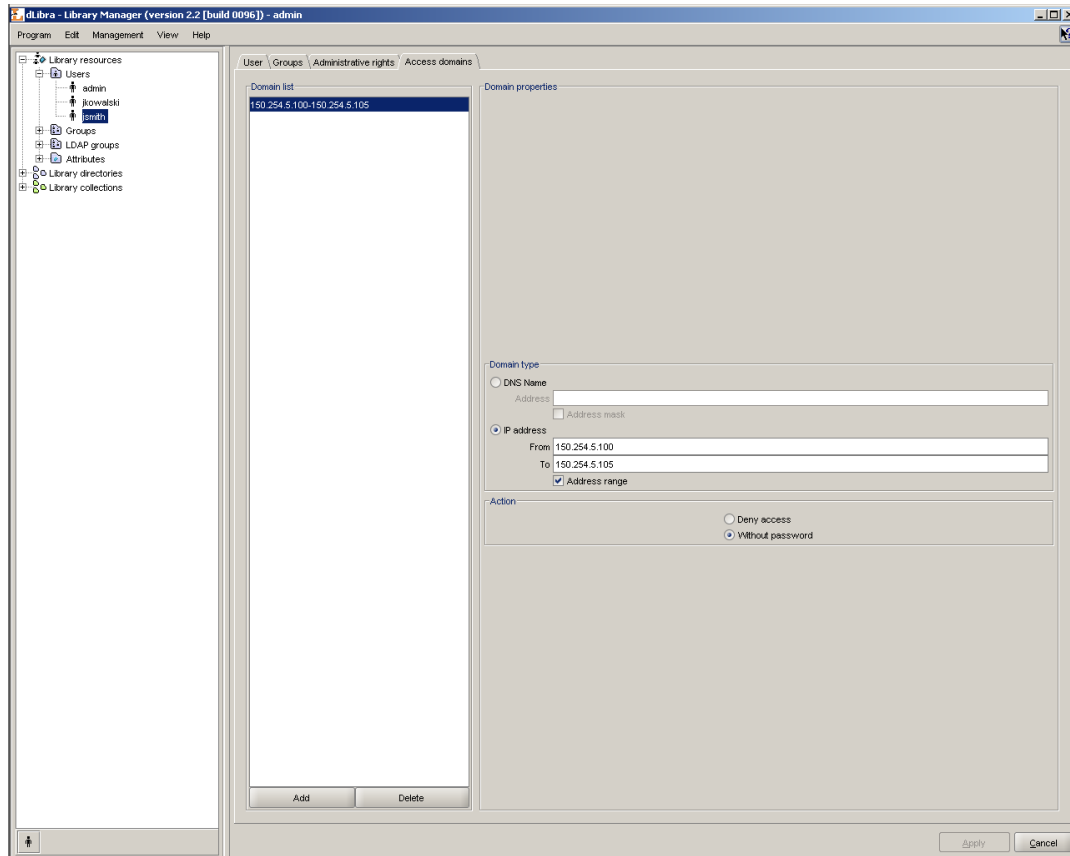 dLibra - Library Manager (version 2.2 [build 0096]) - admin
Program Edit Management View Help
Library resources
Users
admin
jkowalski
jsmith
Groups
LDAP groups
Attributes
Library directories
Library collections
User Groups Administrative rights Access domains
Domain list
150.254.5.100-150.254.5.105
Add Delete
Domain properties
Domain type
DNS Name
Address
Address mask
IP address
From 150.254.5.100
To 150.254.5.105
Address range
Action
Deny access
Without password
Apply Cancel